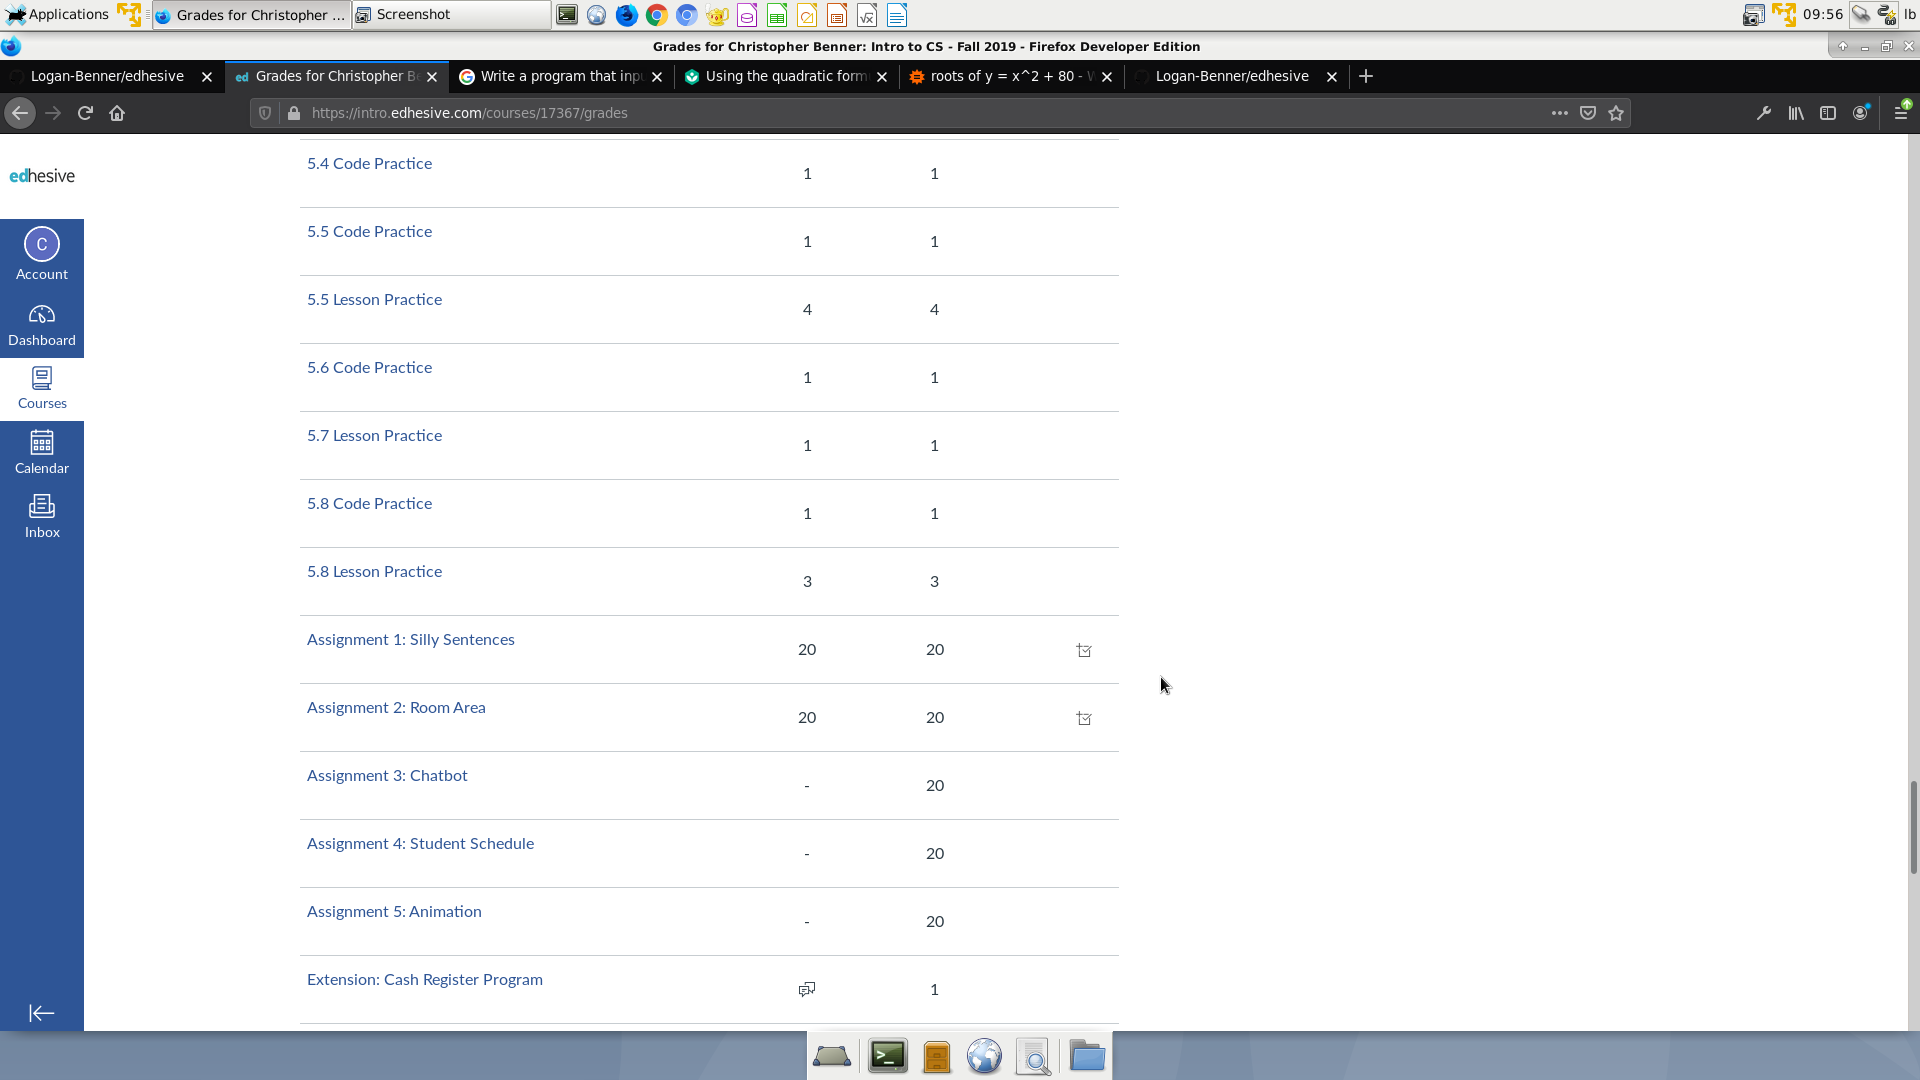 Applications
Grades for Christopher ...
Screenshot
09:56
lb
Grades for Christopher Benner: Intro to CS - Fall 2019 - Firefox Developer Edition
Logan-Benner/edhesive
ed Grades for Christopher Be
Write a program that inpu
Using the quadratic form
roots of y = x^2 + 80 - W
Logan-Benner/edhesive
https://intro.edhesive.com/courses/17367/grades
edhesive
C
Account
Dashboard
Courses
Calendar
Inbox
5.4 Code Practice 1 1
5.5 Code Practice 1 1
5.5 Lesson Practice 4 4
5.6 Code Practice 1 1
5.7 Lesson Practice 1 1
5.8 Code Practice 1 1
5.8 Lesson Practice 3 3
Assignment 1: Silly Sentences 20 20
Assignment 2: Room Area 20 20
Assignment 3: Chatbot - 20
Assignment 4: Student Schedule - 20
Assignment 5: Animation - 20
Extension: Cash Register Program 1